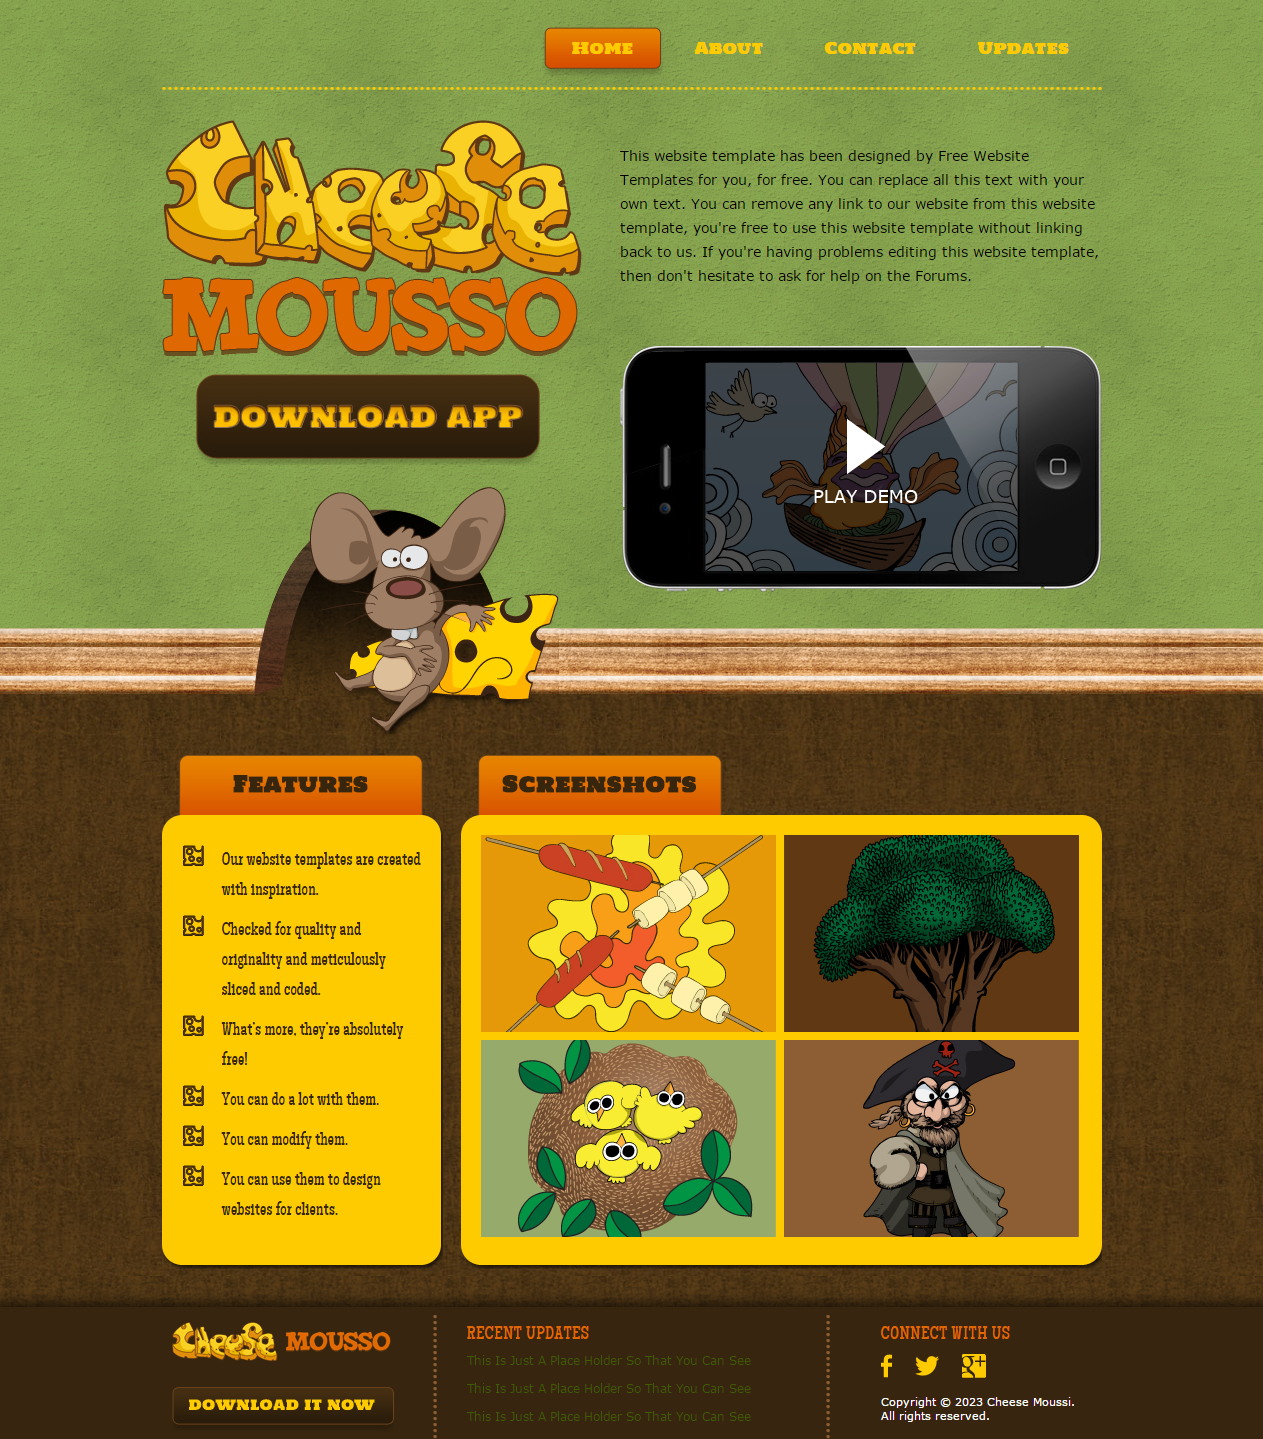 Home
About
Contact
Updates
Cheese
MOUSSO
This website template has been designed by Free Website
Templates for you, for free. You can replace all this text with your
own text. You can remove any link to our website from this website
template, you're free to use this website template without linking
back to us. If you're having problems editing this website template,
then don't hesitate to ask for help on the Forums.
DOWNLOAD APP
PLAY DEMO
Features
Our website templates are created
with inspiration.
Checked for quality and
originality and meticulously
sliced and coded.
What's more, they're absolutely
free!
You can do a lot with them.
You can modify them.
You can use them to design
websites for clients.
Screenshots
Cheese MOUSSO
DOWNLOAD IT NOW
RECENT UPDATES
This Is Just A Place Holder So That You Can See
This Is Just A Place Holder So That You Can See
This Is Just A Place Holder So That You Can See
CONNECT WITH US
Copyright © 2023 Cheese Moussi.
All rights reserved.